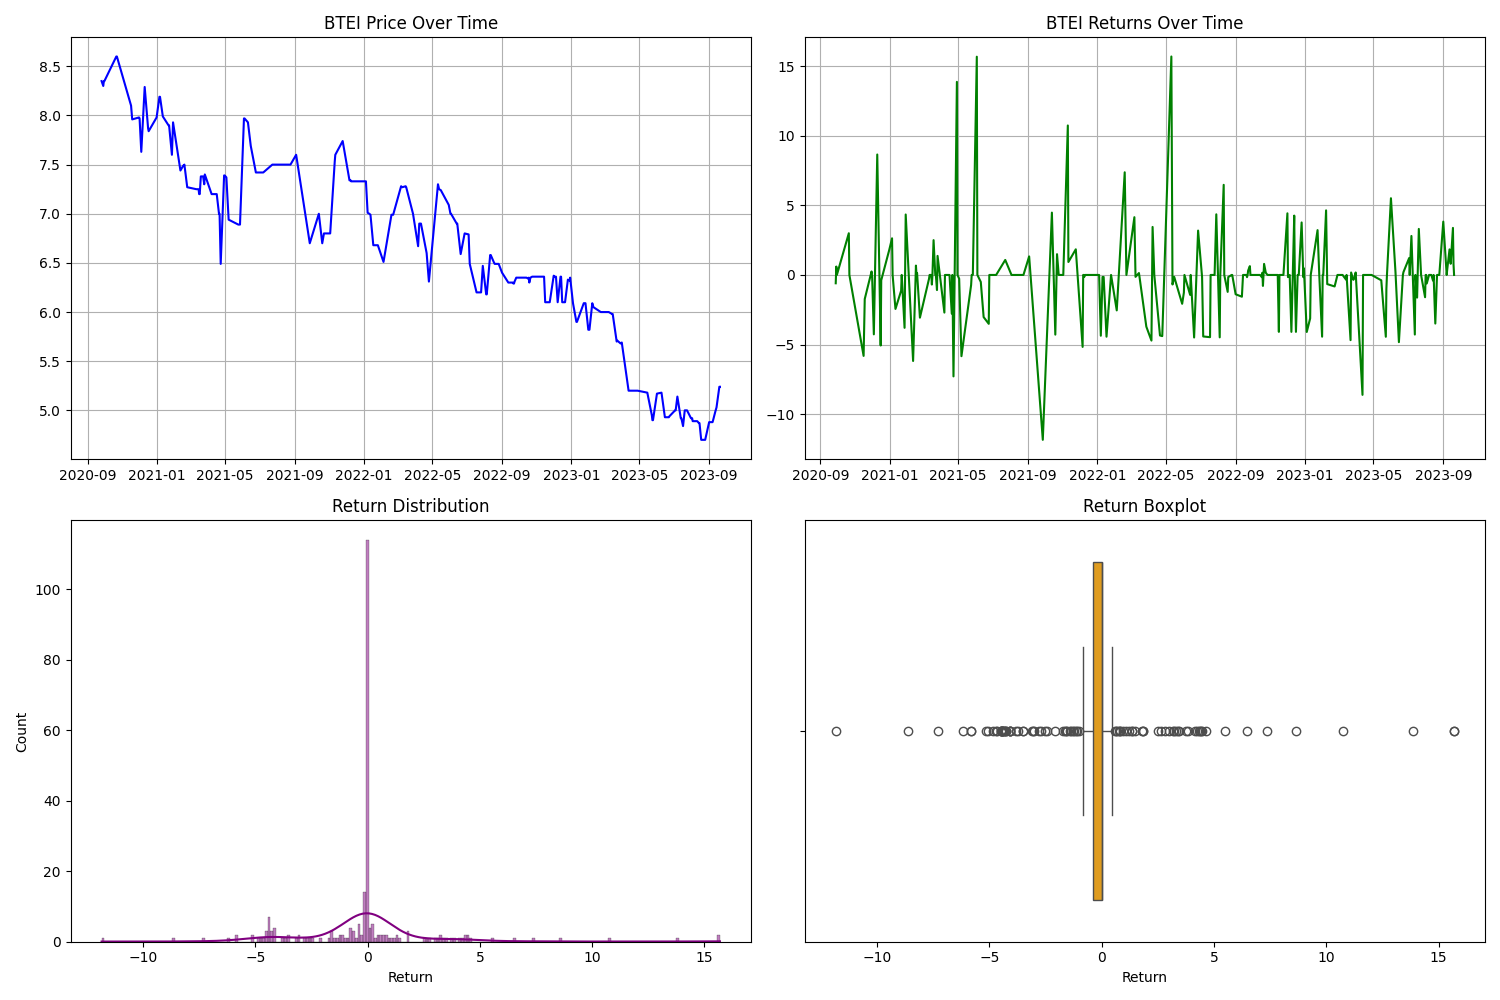 BTEI Price Over Time
8.5
8.0
7.5
7.0
6.5
6.0
5.5
5.0
2020-09 2021-01 2021-05 2021-09 2022-01 2022-05 2022-09 2023-01 2023-05 2023-09
BTEI Returns Over Time
15
10
5
0
−5
−10
2020-09 2021-01 2021-05 2021-09 2022-01 2022-05 2022-09 2023-01 2023-05 2023-09
Return Distribution
Count
100
80
60
40
20
0
−10 −5 0 5 10 15
Return
Return Boxplot
−10 −5 0 5 10 15
Return